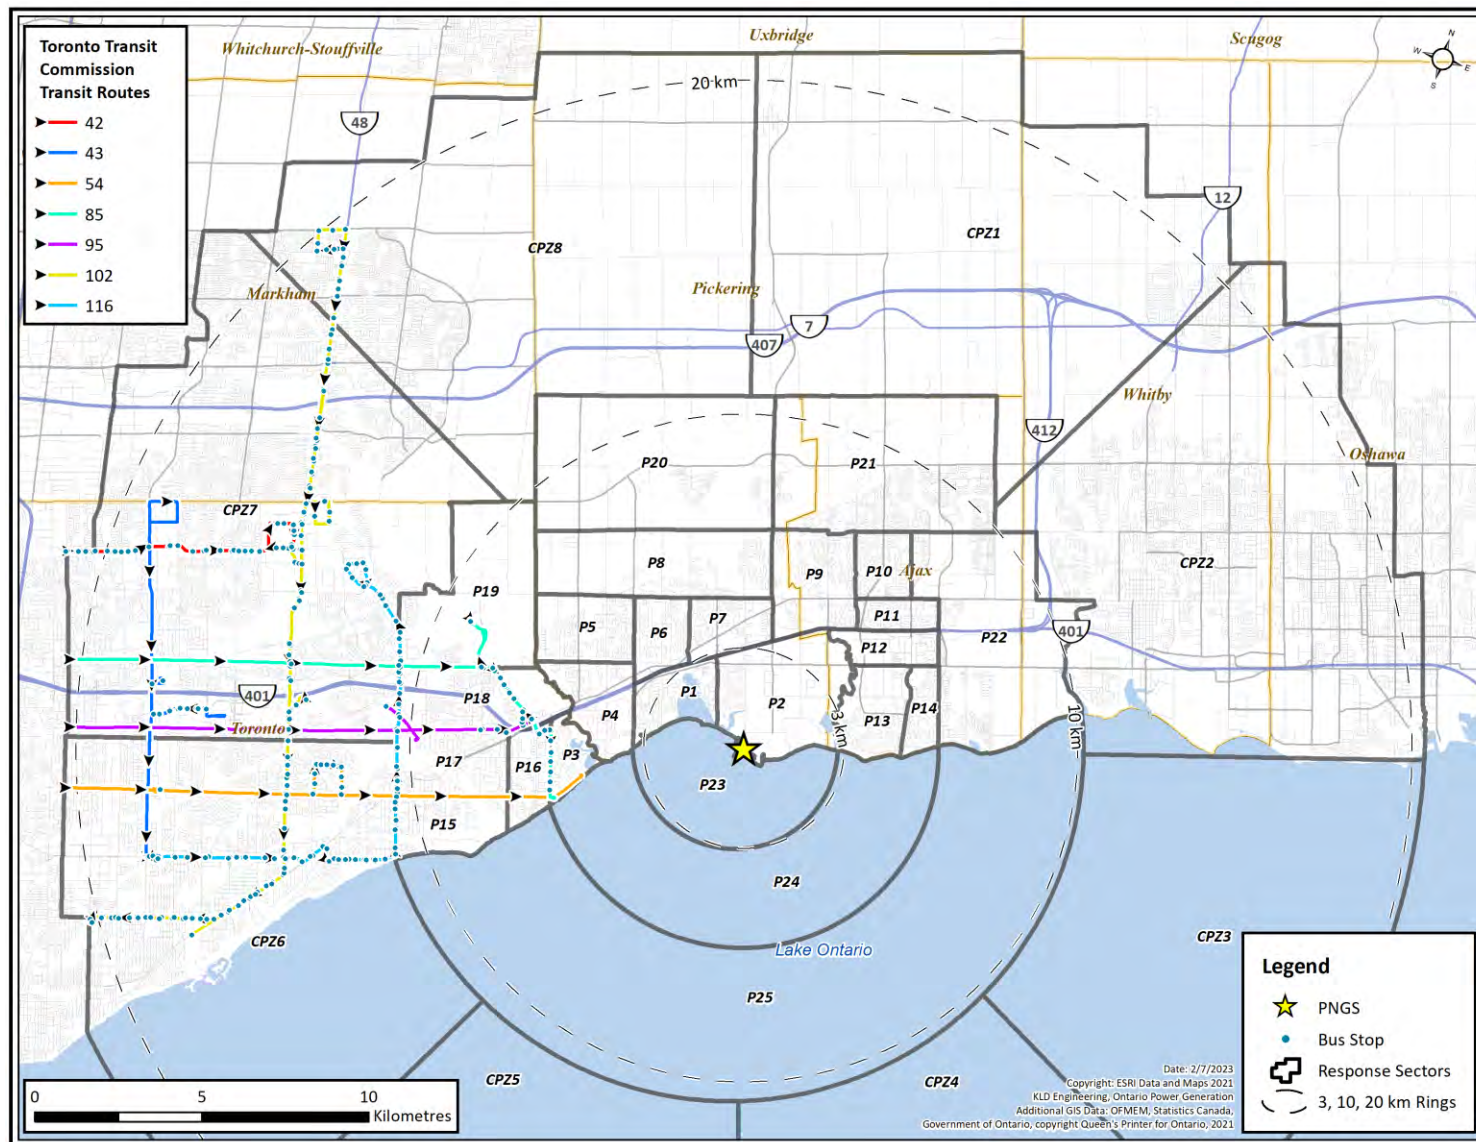 Toronto Transit
Commission
Transit Routes
42
43
54
85
95
102
116
Whitchurch-Stouffville
Uxbridge
Scugog
N
W
E
S
20 km
48
12
CPZ8
CPZ1
Markham
Pickering
7
407
Whitby
412
Oshawa
P20
P21
CPZ7
P8
P9
P10
Ajax
CPZ2
P19
P5
P6
P7
P11
P22
401
P12
401
P18
P1
P2
P4
P13
P14
Toronto
3 km
10 km
P17
P16
P3
P23
P15
P24
CPZ6
Lake Ontario
CPZ3
P25
CPZ5
CPZ4
Legend
PNGS
Bus Stop
Response Sectors
3, 10, 20 km Rings
Date: 2/7/2023
Copyright: ESRI Data and Maps 2021
KLD Engineering, Ontario Power Generation
Additional GIS Data: OFMEM, Statistics Canada,
Government of Ontario, copyright Queen's Printer for Ontario, 2021
0 5 10
Kilometres